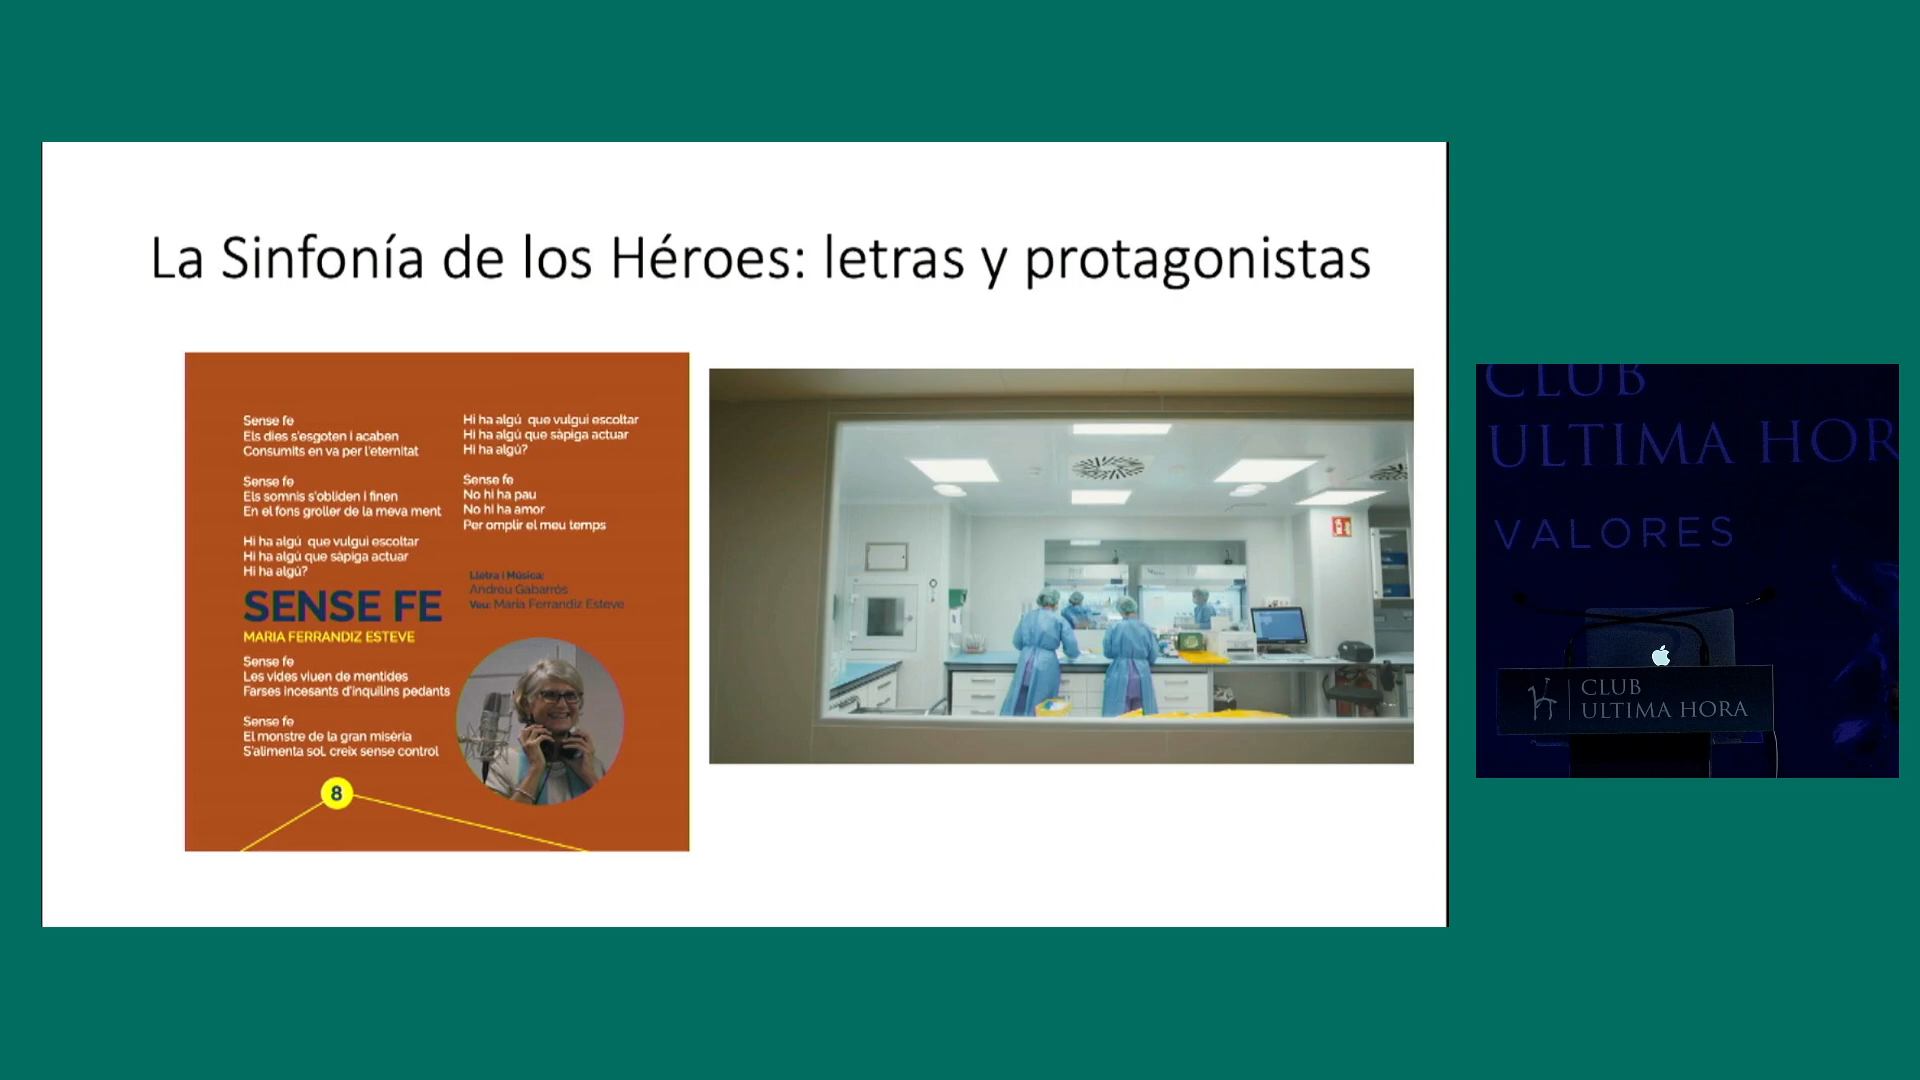 La Sinfonía de los Héroes: letras y protagonistas
Sense fe
Els dies s'esgoten i acaben
Consumits en va per l'eternitat
Sense fe
Els somnis s'obliden i finen
En el fons groller de la meva ment
Hi ha algú que vulgui escoltar
Hi ha algú que sàpiga actuar
Hi ha algú?
SENSE FE
MARIA FERRANDIZ ESTEVE
Sense fe
Les vides viuen de mentides
Farses incesants d'inquilins pedants
Sense fe
El monstre de la gran misèria
S'alimenta sol, creix sense control
8
Hi ha algú que vulgui escoltar
Hi ha algú que sàpiga actuar
Hi ha algú?
Sense fe
No hi ha pau
No hi ha amor
Per omplir el meu temps
Lletra i Música:
Andreu Gabarrós
Veu: Maria Ferrandiz Esteve
CLUB
ULTIMA HOR
VALORES
CLUB
ULTIMA HORA